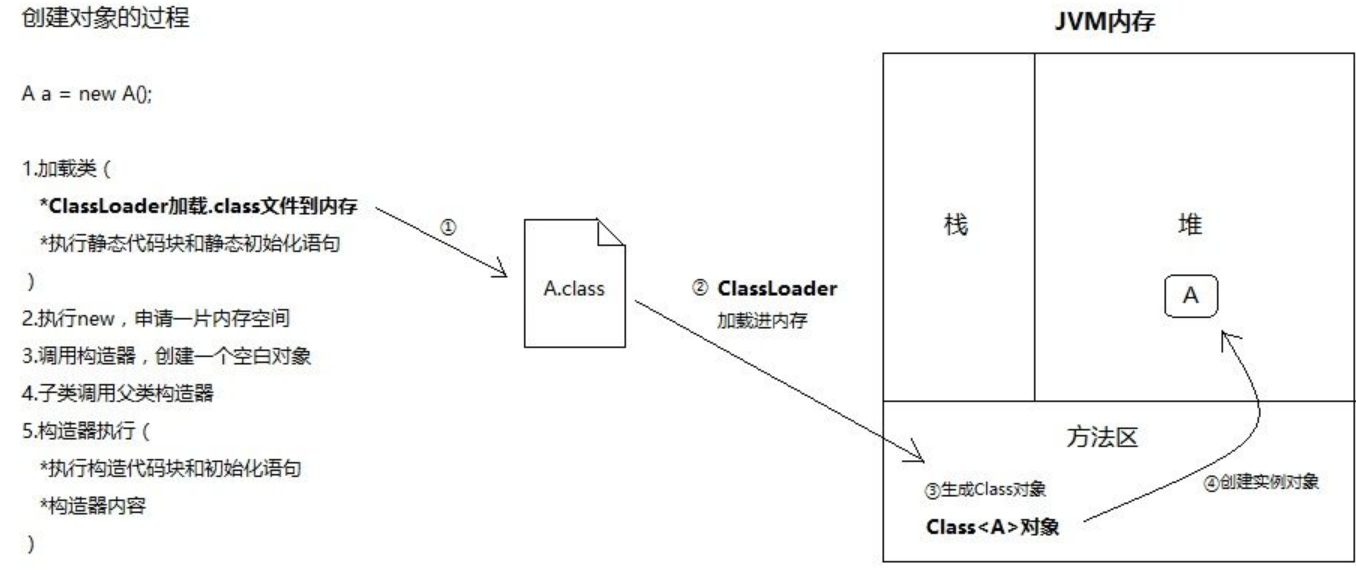 创建对象的过程
A a = new A();
1.加载类（
*ClassLoader加载.class文件到内存
*执行静态代码块和静态初始化语句
）
2.执行new，申请一片内存空间
3.调用构造器，创建一个空白对象
4.子类调用父类构造器
5.构造器执行（
*执行构造代码块和初始化语句
*构造器内容
）
①
A.class
② ClassLoader
加载进内存
JVM内存
栈
堆
A
方法区
③生成Class对象
Class<A>对象
④创建实例对象